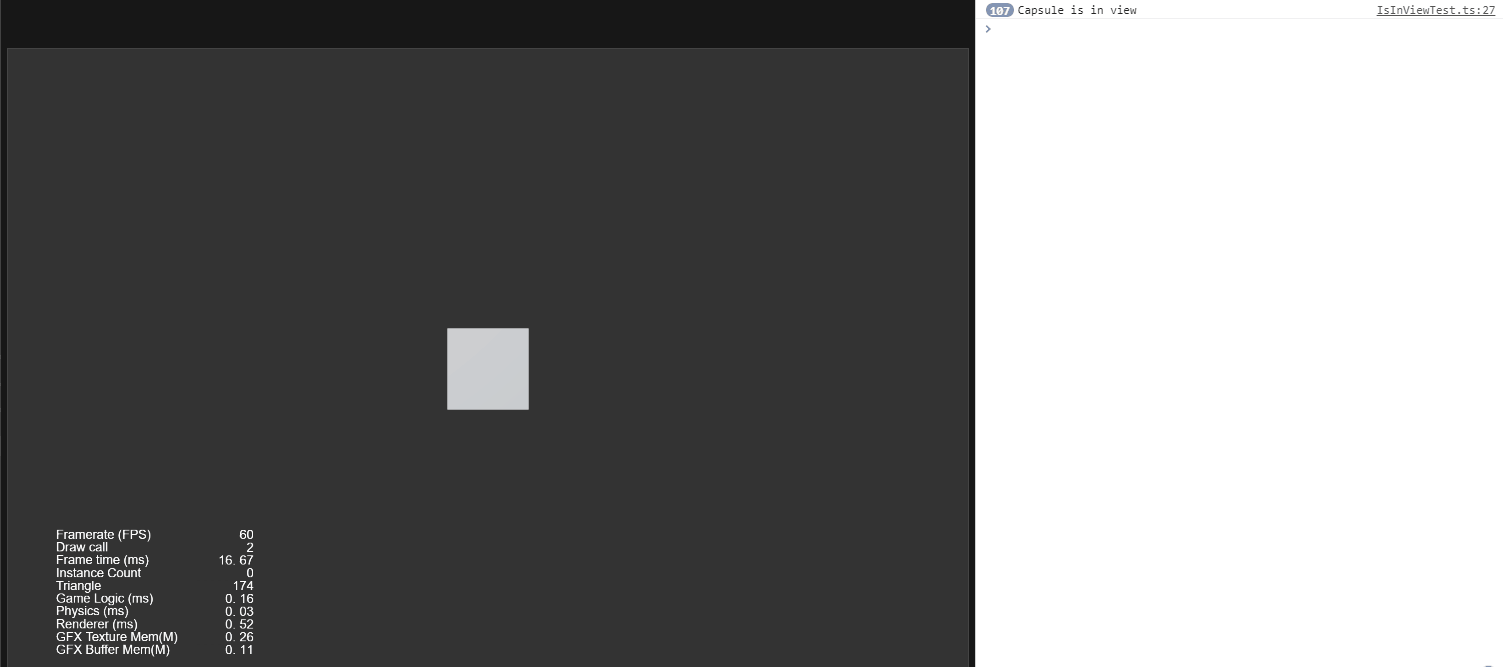 107 Capsule is in view IsInViewTest.ts:27
Framerate (FPS) 60
Draw call 2
Frame time (ms) 16. 67
Instance Count 0
Triangle 174
Game Logic (ms) 0. 16
Physics (ms) 0. 03
Renderer (ms) 0. 52
GFX Texture Mem(M) 0. 26
GFX Buffer Mem(M) 0. 11